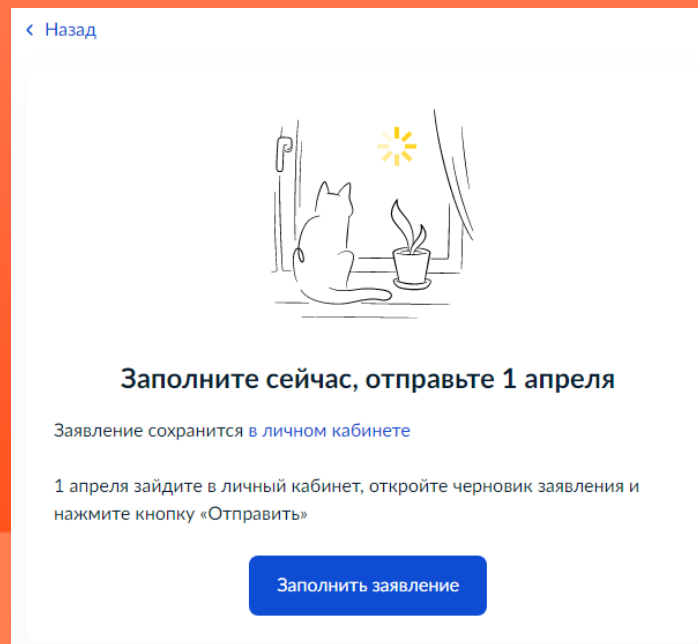 Назад
Заполните сейчас, отправьте 1 апреля
Заявление сохранится в личном кабинете
1 апреля зайдите в личный кабинет, откройте черновик заявления и
нажмите кнопку «Отправить»
Заполнить заявление